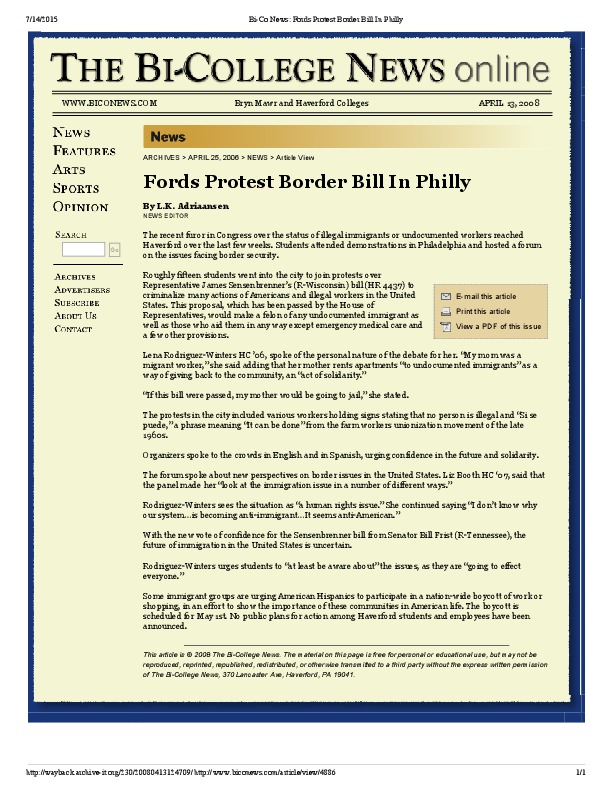 7/14/2015
Bi-Co News: Fords Protest Border Bill In Philly
THE BI-COLLEGE NEWS online
WWW.BICONEWS.COM
Bryn Mawr and Haverford Colleges
APRIL 13, 2008
NEWS
FEATURES
ARTS
SPORTS
OPINION
SEARCH
Go
ARCHIVES
ADVERTISERS
SUBSCRIBE
ABOUT US
CONTACT
News
ARCHIVES > APRIL 25, 2006 > NEWS > Article View
Fords Protest Border Bill In Philly
By L.K. Adriaansen
NEWS EDITOR
The recent furor in Congress over the status of illegal immigrants or undocumented workers reached
Haverford over the last few weeks. Students attended demonstrations in Philadelphia and hosted a forum
on the issues facing border security.
Roughly fifteen students went into the city to join protests over
Representative James Sensenbrenner's (R-Wisconsin) bill (HR 4437) to
criminalize many actions of Americans and illegal workers in the United
States. This proposal, which has been passed by the House of
Representatives, would make a felon of any undocumented immigrant as
well as those who aid them in any way except emergency medical care and
a few other provisions.
E-mail this article
Print this article
View a PDF of this issue
Lena Rodriguez-Winters HC '06, spoke of the personal nature of the debate for her. "My mom was a
migrant worker," she said adding that her mother rents apartments "to undocumented immigrants" as a
way of giving back to the community, an "act of solidarity."
"If this bill were passed, my mother would be going to jail," she stated.
The protests in the city included various workers holding signs stating that no person is illegal and "Si se
puede," a phrase meaning "It can be done" from the farm workers unionization movement of the late
1960s.
Organizers spoke to the crowds in English and in Spanish, urging confidence in the future and solidarity.
The forum spoke about new perspectives on border issues in the United States. Liz Booth HC '07, said that
the panel made her "look at the immigration issue in a number of different ways."
Rodriguez-Winters sees the situation as "a human rights issue." She continued saying "I don't know why
our system...is becoming anti-immigrant...It seems anti-American."
With the new vote of confidence for the Sensenbrenner bill from Senator Bill Frist (R-Tennessee), the
future of immigration in the United States is uncertain.
Rodriguez-Winters urges students to "at least be aware about" the issues, as they are "going to effect
everyone."
Some immigrant groups are urging American Hispanics to participate in a nation-wide boycott of work or
shopping, in an effort to show the importance of these communities in American life. The boycott is
scheduled for May 1st. No public plans for action among Haverford students and employees have been
announced.
This article is © 2008 The Bi-College News. The material on this page is free for personal or educational use, but may not be
reproduced, reprinted, republished, redistributed, or otherwise transmitted to a third party without the express written permission
of The Bi-College News, 370 Lancaster Ave, Haverford, PA 19041.
http://wayback.archive-it.org/230/20080413124709/http://www.biconews.com/article/view/4886
1/1